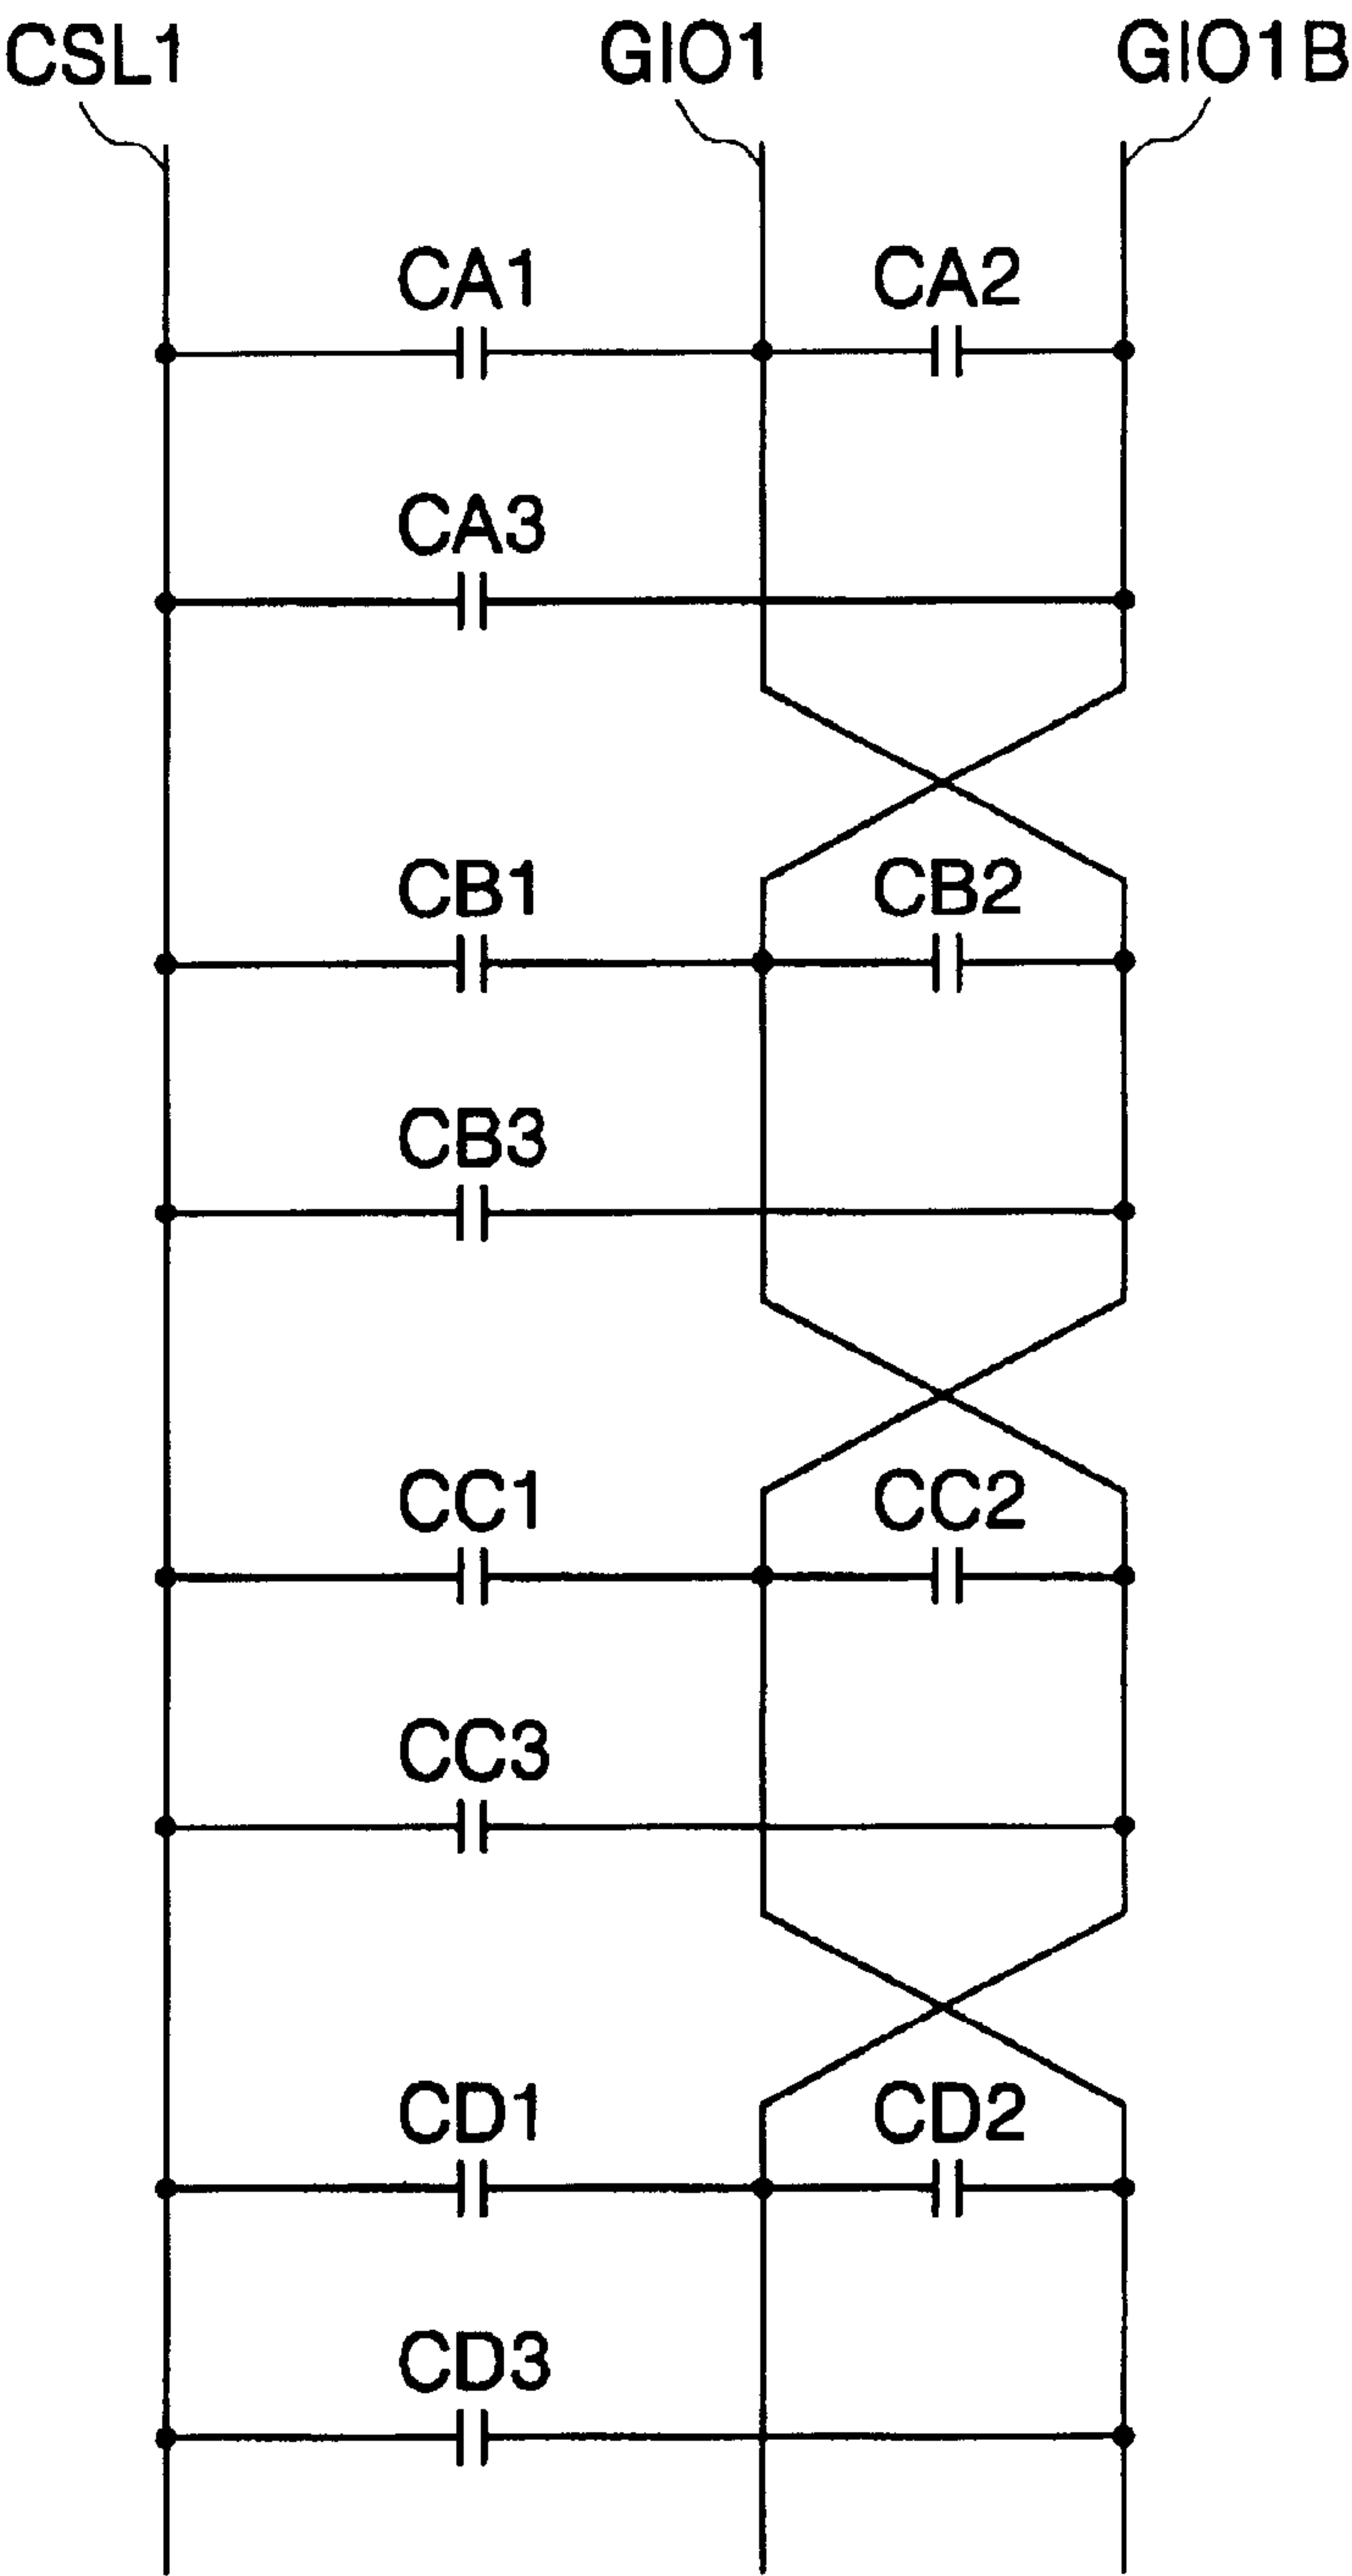 CSL1 GIO1 GIO1B
CA1 CA2
CA3
CB1 CB2
CB3
CC1 CC2
CC3
CD1 CD2
CD3